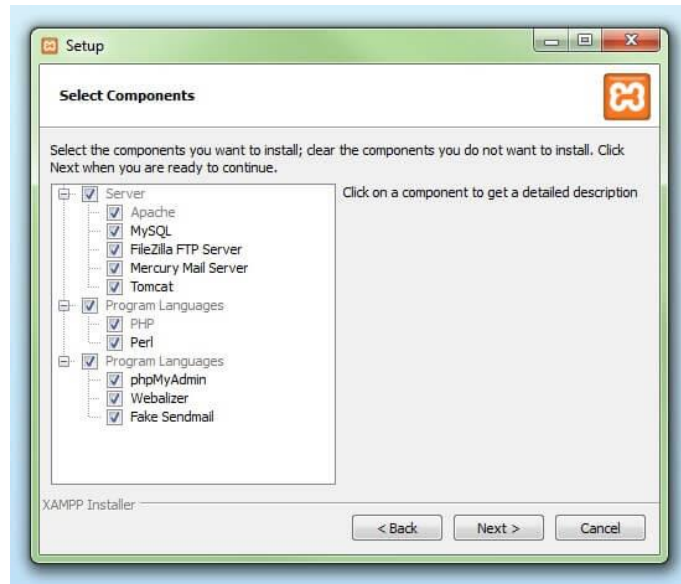 Setup
Select Components
Select the components you want to install; clear the components you do not want to install. Click
Next when you are ready to continue.
Server
Apache
MySQL
FileZilla FTP Server
Mercury Mail Server
Tomcat
Program Languages
PHP
Perl
Program Languages
phpMyAdmin
Webalizer
Fake Sendmail
Click on a component to get a detailed description
XAMPP Installer
< Back
Next >
Cancel